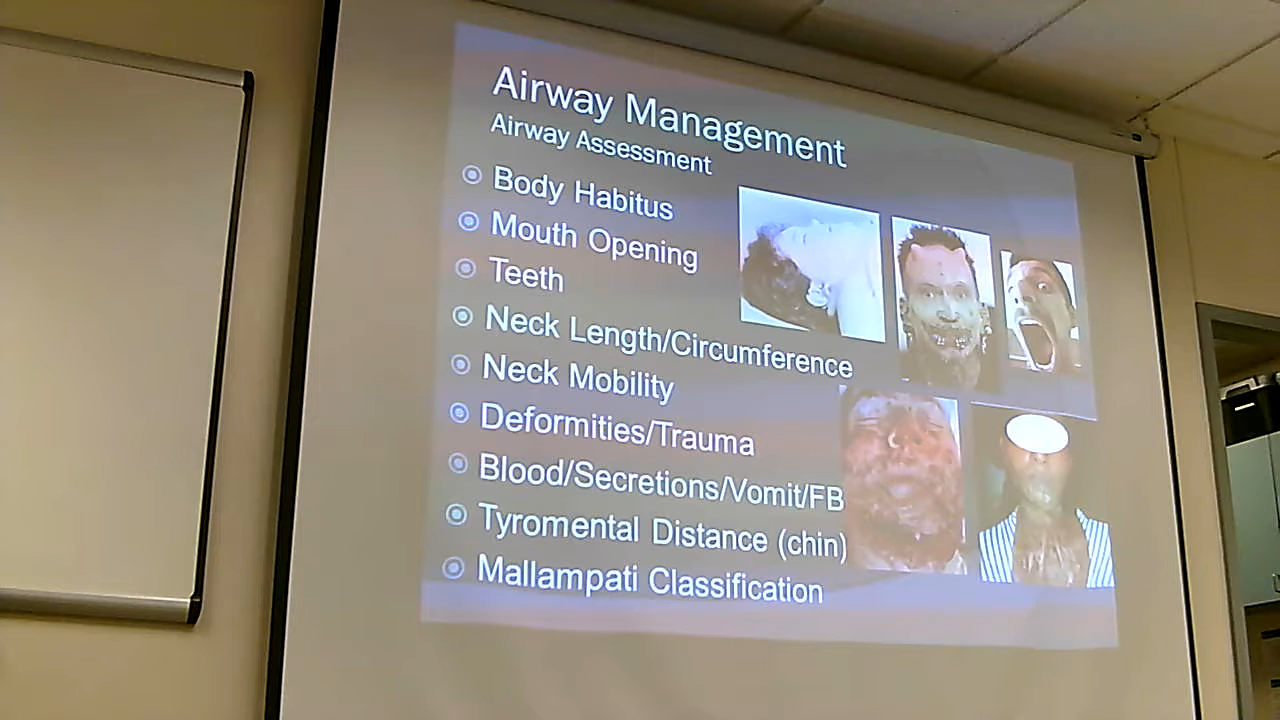 Airway Management
Airway Assessment
Body Habitus
Mouth Opening
Teeth
Neck Length/Circumference
Neck Mobility
Deformities/Trauma
Blood/Secretions/Vomit/FB
Tyromental Distance (chin)
Mallampati Classification